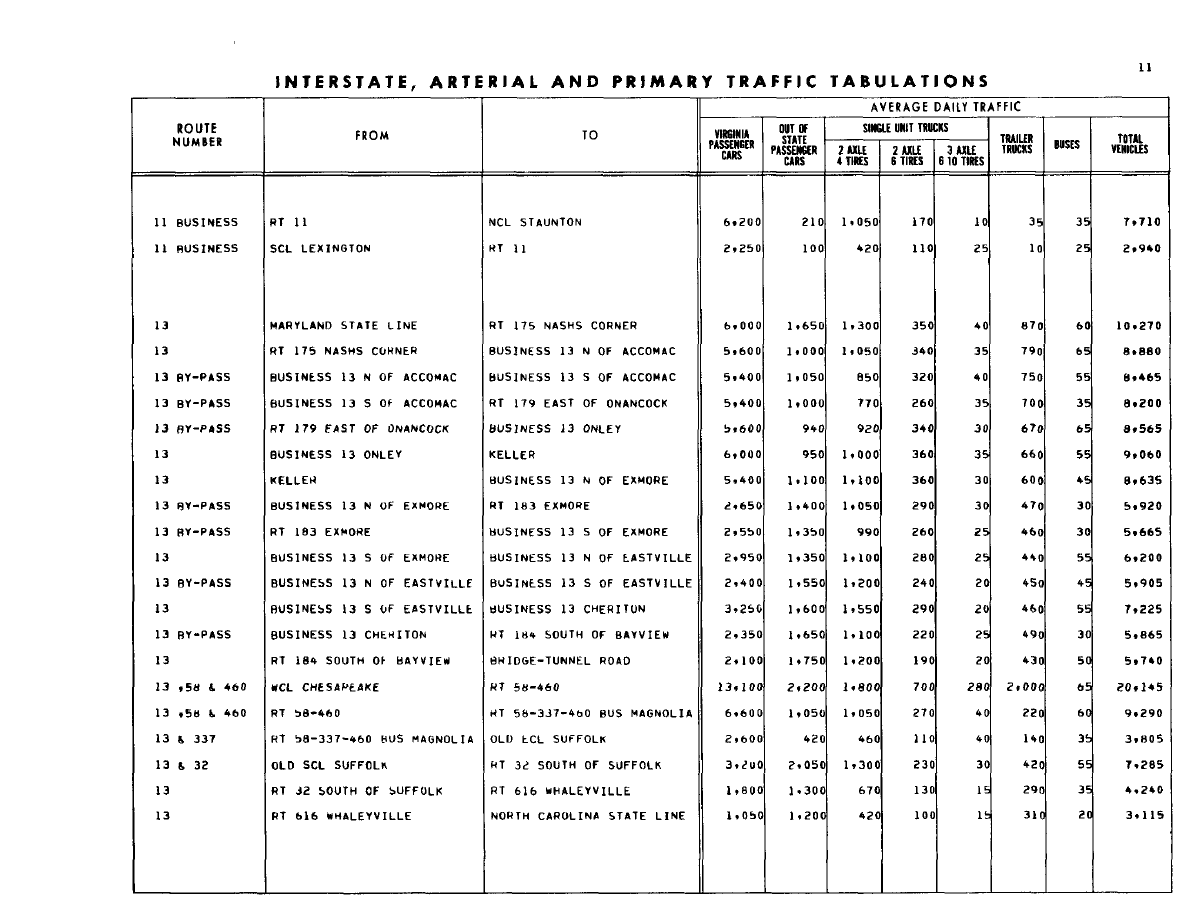 11
INTERSTATE, ARTERIAL AND PRIMARY TRAFFIC TABULATIONS
ROUTE NUMBER FROM TO AVERAGE DAILY TRAFFIC
VIRGINIA PASSENGER CARS OUT OF STATE PASSENGER CARS SINGLE UNIT TRUCKS 2 AXLE 4 TIRES 2 AXLE 6 TIRES 3 AXLE 6 10 TIRES TRAILER TRUCKS BUSES TOTAL VEHICLES
11 BUSINESS RT 11 NCL STAUNTON 6,200 210 1,050 170 10 35 35 7,710
11 BUSINESS SCL LEXINGTON RT 11 2,250 100 420 110 25 10 25 2,940
13 MARYLAND STATE LINE RT 175 NASHS CORNER 6,000 1,650 1,300 350 40 870 60 10,270
13 RT 175 NASHS CORNER BUSINESS 13 N OF ACCOMAC 5,600 1,000 1,050 340 35 790 65 8,880
13 BY-PASS BUSINESS 13 N OF ACCOMAC BUSINESS 13 S OF ACCOMAC 5,400 1,050 850 320 40 750 55 8,465
13 BY-PASS BUSINESS 13 S OF ACCOMAC RT 179 EAST OF ONANCOCK 5,400 1,000 770 260 35 700 35 8,200
13 BY-PASS RT 179 EAST OF ONANCOCK BUSINESS 13 ONLEY 5,600 940 920 340 30 670 65 8,565
13 BUSINESS 13 ONLEY KELLER 6,000 950 1,000 360 35 660 55 9,060
13 KELLER BUSINESS 13 N OF EXMORE 5,400 1,100 1,100 360 30 600 45 8,635
13 BY-PASS BUSINESS 13 N OF EXMORE RT 183 EXMORE 2,650 1,400 1,050 290 30 470 30 5,920
13 BY-PASS RT 183 EXMORE BUSINESS 13 S OF EXMORE 2,550 1,350 990 260 25 460 30 5,665
13 BUSINESS 13 S OF EXMORE BUSINESS 13 N OF EASTVILLE 2,950 1,350 1,100 280 25 440 55 6,200
13 BY-PASS BUSINESS 13 N OF EASTVILLE BUSINESS 13 S OF EASTVILLE 2,400 1,550 1,200 240 20 450 45 5,905
13 BUSINESS 13 S OF EASTVILLE BUSINESS 13 CHERITON 3,250 1,600 1,550 290 20 460 55 7,225
13 BY-PASS BUSINESS 13 CHERITON RT 184 SOUTH OF BAYVIEW 2,350 1,650 1,100 220 25 490 30 5,865
13 RT 184 SOUTH OF BAYVIEW BRIDGE-TUNNEL ROAD 2,100 1,750 1,200 190 20 430 50 5,740
13 ,58 & 460 WCL CHESAPEAKE RT 58-460 13,100 2,200 1,800 700 280 2,000 65 20,145
13 ,58 & 460 RT 58-460 RT 58-337-460 BUS MAGNOLIA 6,600 1,050 1,050 270 40 220 60 9,290
13 & 337 RT 58-337-460 BUS MAGNOLIA OLD ECL SUFFOLK 2,600 420 460 110 40 140 35 3,805
13 & 32 OLD SCL SUFFOLK RT 32 SOUTH OF SUFFOLK 3,200 2,050 1,300 230 30 420 55 7,285
13 RT 32 SOUTH OF SUFFOLK RT 616 WHALEYVILLE 1,800 1,300 670 130 15 290 35 4,240
13 RT 616 WHALEYVILLE NORTH CAROLINA STATE LINE 1,050 1,200 420 100 15 310 20 3,115